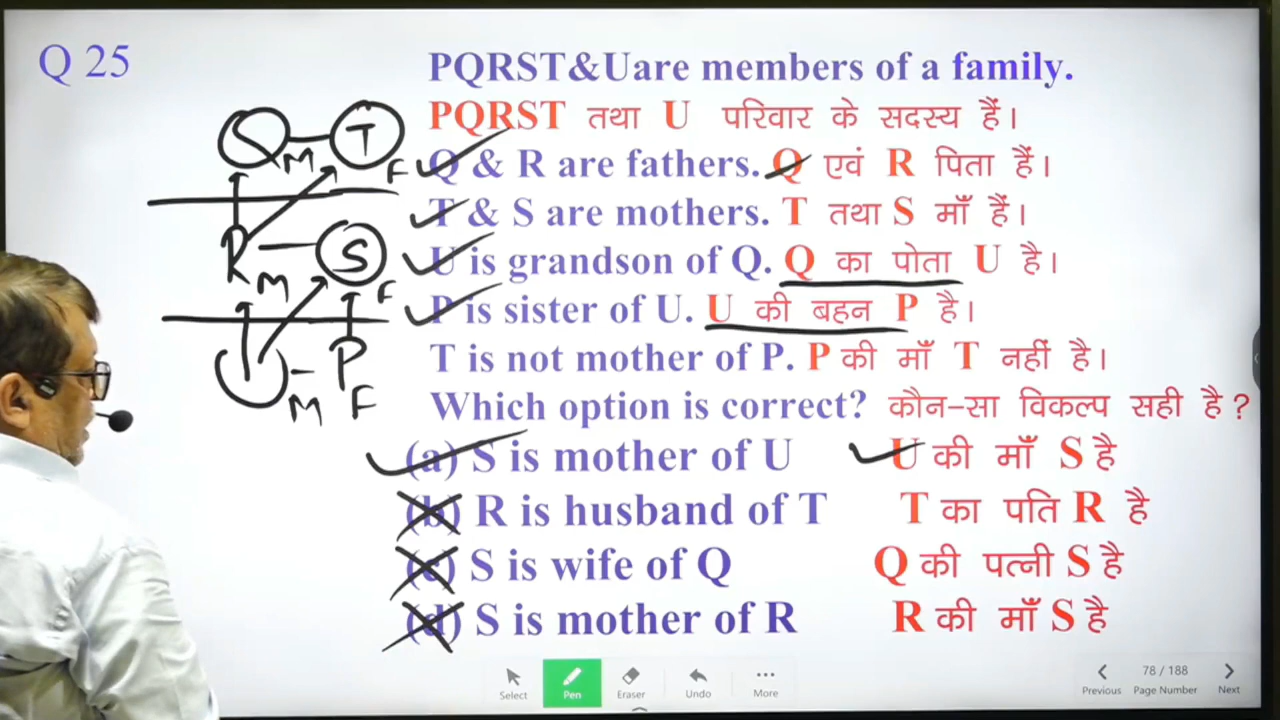 Q 25
PQRST&Uare members of a family.
PQRST तथा U परिवार के सदस्य हैं।
Q & R are fathers. Q एवं R पिता हैं।
T & S are mothers. T तथा S माँ हैं।
U is grandson of Q. Q का पोता U है।
P is sister of U. U की बहन P है।
T is not mother of P. P की माँ T नहीं है।
Which option is correct? कौन-सा विकल्प सही है ?
(a) S is mother of U U की माँ S है
(b) R is husband of T T का पति R है
(c) S is wife of Q Q की पत्नी S है
(d) S is mother of R R की माँ S है
Q M T F
R M S F
U M P F
Select Pen Eraser Undo More
Previous 78 / 188 Page Number Next